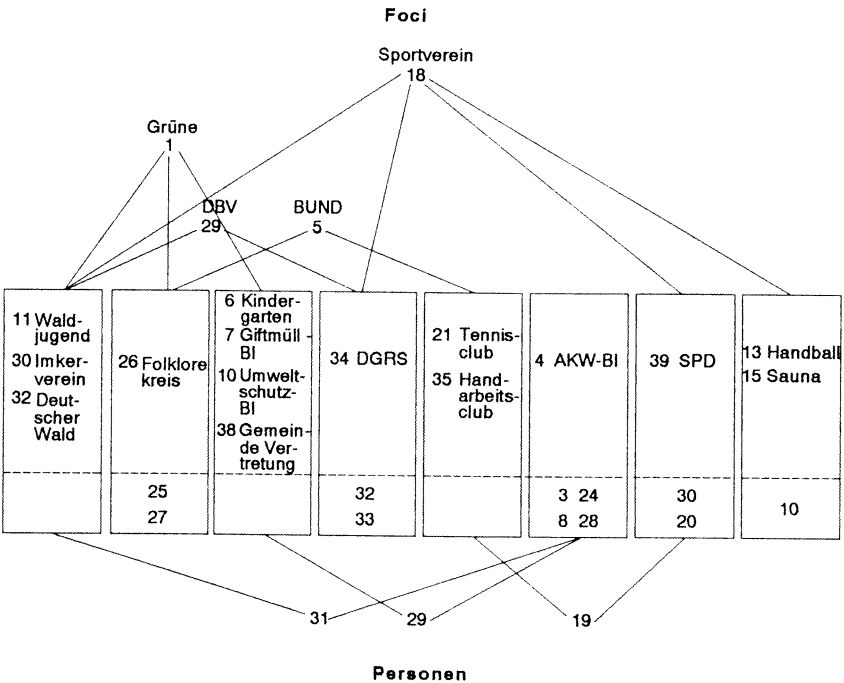 Foci
Sportverein
18
Grüne
1
DBV
29
BUND
5
11 Wald-
jugend
30 Imker-
verein
32 Deut-
scher
Wald
26 Folklore
kreis
6 Kinder-
garten
7 Giftmüll-
BI
10 Umwelt-
schutz-
BI
38 Gemein-
de Ver-
tretung
34 DGRS
21 Tennis-
club
35 Hand-
arbeits-
club
4 AKW-BI
39 SPD
13 Handball
15 Sauna
25
27
32
33
3 24
8 28
30
20
10
31
29
19
Personen